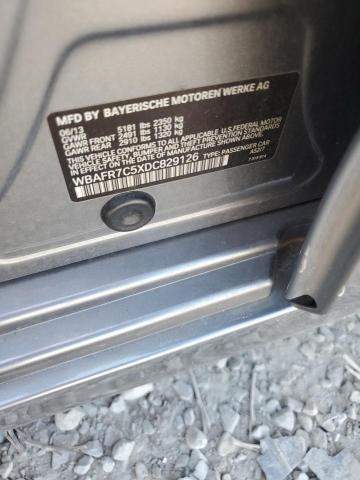 MFD BY BAYERISCHE MOTOREN WERKE AG
06/13 5181 lbs 2350 kg
GVWR
GAWR FRONT 2491 lbs 1130 kg
GAWR REAR 2910 lbs 1320 kg
THIS VEHICLE CONFORMS TO ALL APPLICABLE U.S. FEDERAL MOTOR
VEHICLE SAFETY, BUMPER, AND THEFT PREVENTION STANDARDS
IN EFFECT ON THE DATE OF MANUFACTURE SHOWN ABOVE.
WBAFR7C5XDC829126 TYPE: PASSENGER CAR
A52/7